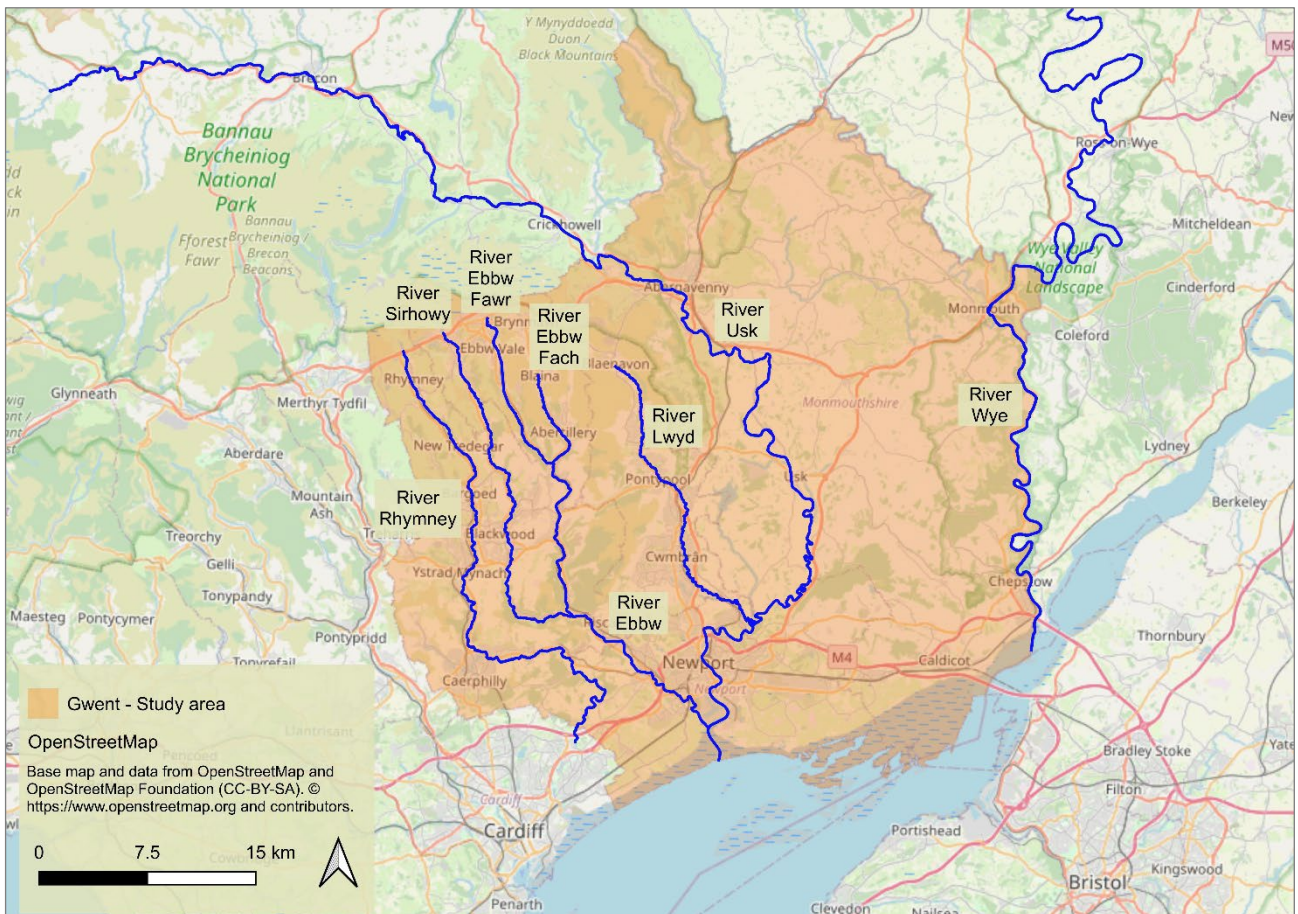 Y Mynyddoedd
Duon /
Black Mountains
M50
Brecon
Bannau
Brycheiniog
National
Park
Ross-on-Wye
Crickhowell
Mitcheldean
Bannau
Brycheiniog /
Brecon
Beacons
Fforest
Fawr
Wye Valley
National
Landscape
Cinderford
River
Ebbw
Fawr
River
Sirhowy
Abergavenny
Monmouth
River
Ebbw
Fach
River
Usk
Coleford
Ebbw Vale
Blaina
Glynneath
Rhymney
Merthyr Tydfil
Monmouthshire
River
Wye
River
Lwyd
Abertillery
New Tredegar
Lydney
Aberdare
Pontypool
Usk
Berkeley
Mountain
Ash
River
Rhymney
Blackwood
Treorchy
Gelli
Cwmbrân
Ystrad Mynach
Chepstow
Tonypandy
Maesteg
Pontycymer
Pontypridd
River
Ebbw
Thornbury
Tonyrefail
Newport
M4
Caldicot
Caerphilly
Newport
Gwent - Study area
Llantrisant
OpenStreetMap
Pencoed
Bradley Stoke
Yate
Base map and data from OpenStreetMap and
OpenStreetMap Foundation (CC-BY-SA). ©
https://www.openstreetmap.org and contributors.
Filton
Cardiff
Cardiff
Portishead
0 7.5 15 km
Kingswood
Bristol
Penarth
Clevedon